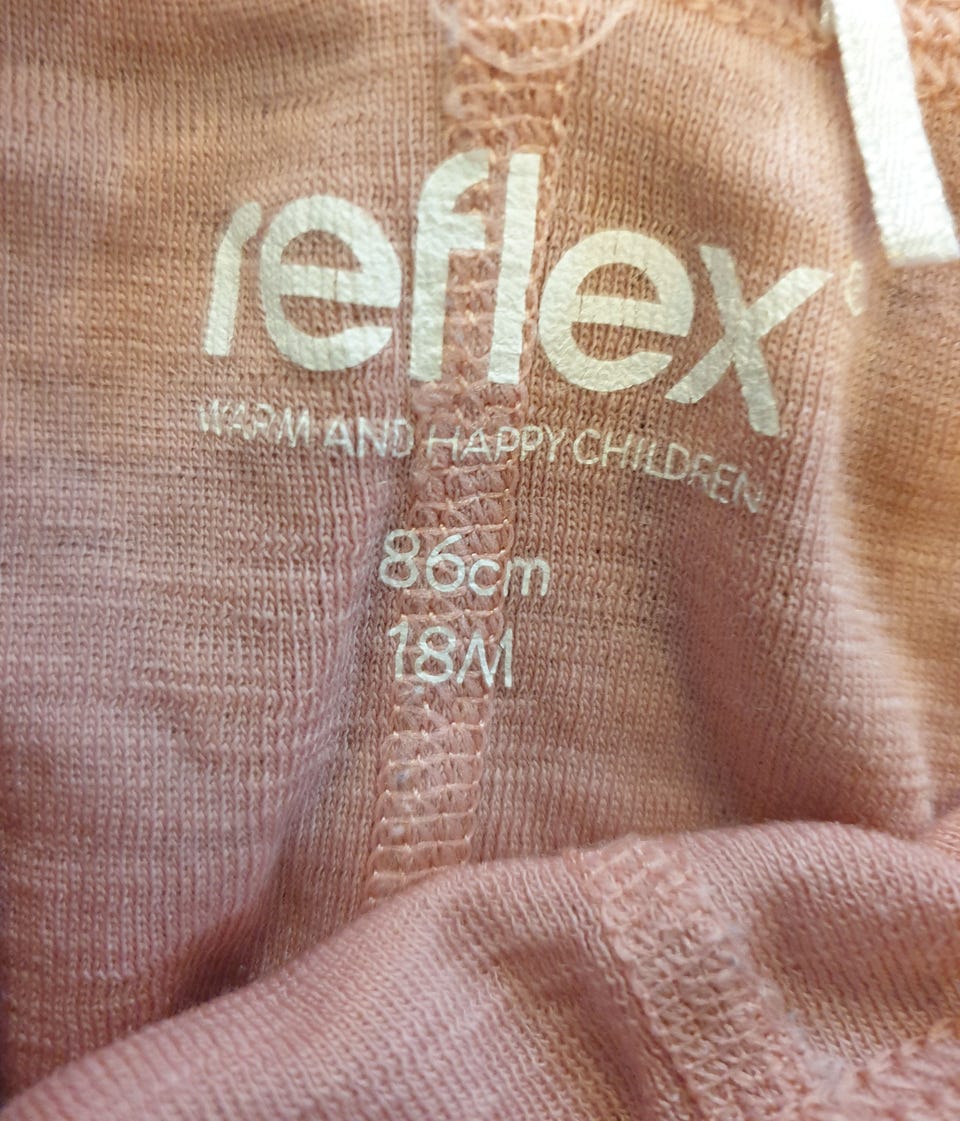 reflex
WARM AND HAPPY CHILDREN
86cm
18M